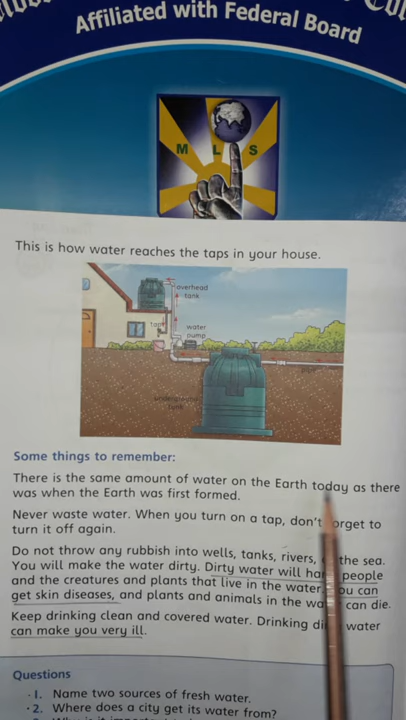 Affiliated with Federal Board
M L S
This is how water reaches the taps in your house.
overhead
tank
tap
water
pump
underground
tank
Some things to remember:
There is the same amount of water on the Earth today as there
was when the Earth was first formed.
Never waste water. When you turn on a tap, don't forget to
turn it off again.
Do not throw any rubbish into wells, tanks, rivers, the sea.
You will make the water dirty. Dirty water will people
and the creatures and plants that live in the water. You can
get skin diseases, and plants and animals in the can die.
Keep drinking clean and covered water. Drinking water
can make you very ill.
Questions
1. Name two sources of fresh water.
2. Where does a city get its water from?